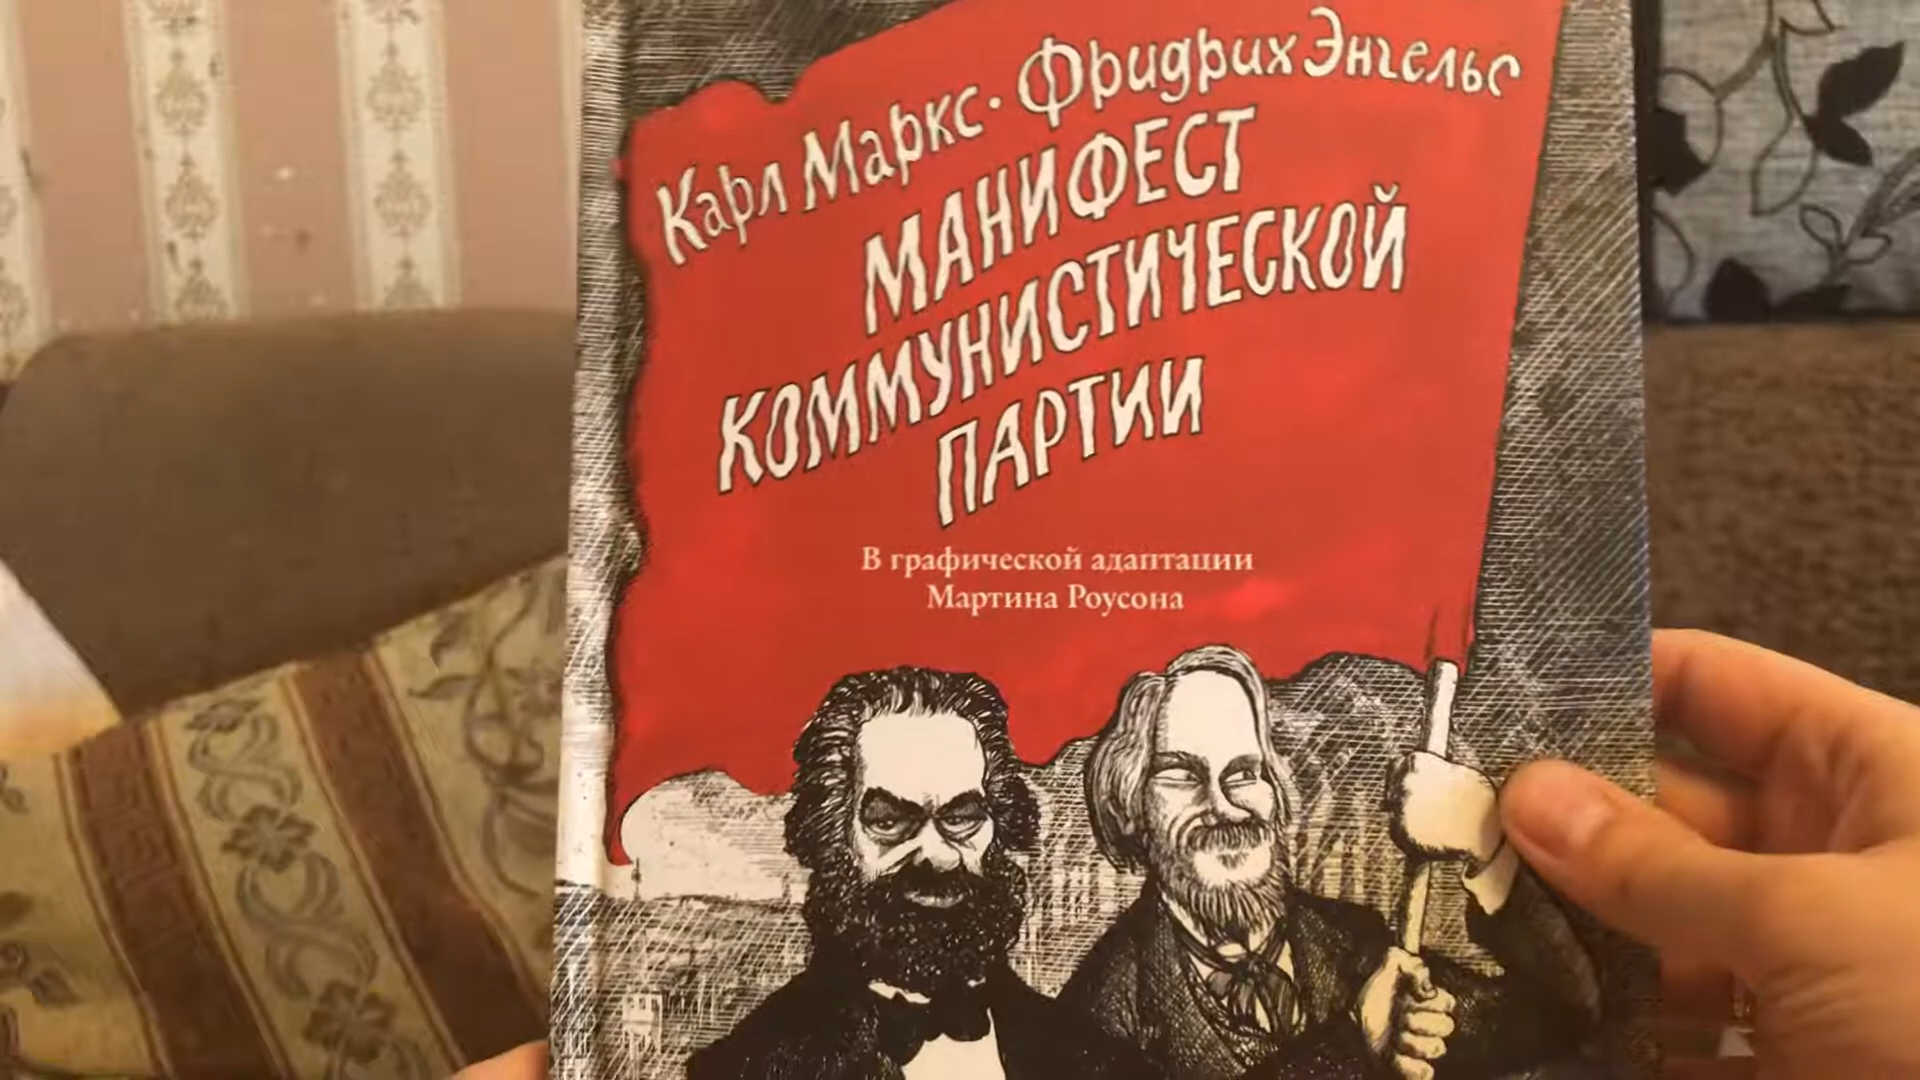 Карл Маркс · Фридрих Энгельс
МАНИФЕСТ
КОММУНИСТИЧЕСКОЙ
ПАРТИИ
В графической адаптации
Мартина Роусона